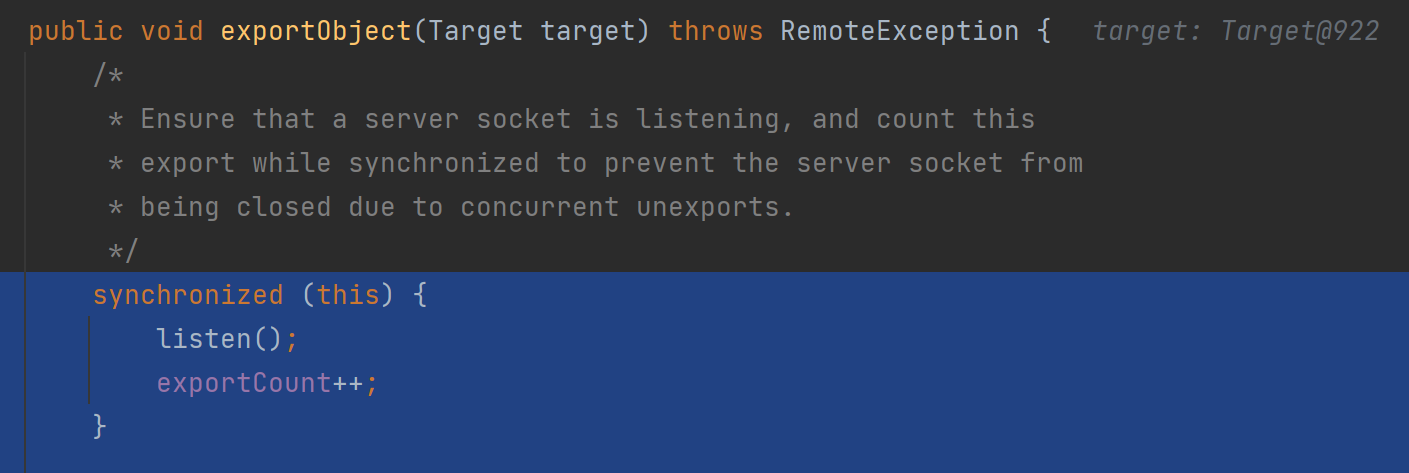 public void exportObject(Target target) throws RemoteException {   target: Target@922
    /*
     * Ensure that a server socket is listening, and count this
     * export while synchronized to prevent the server socket from
     * being closed due to concurrent unexports.
     */
    synchronized (this) {
        listen();
        exportCount++;
    }